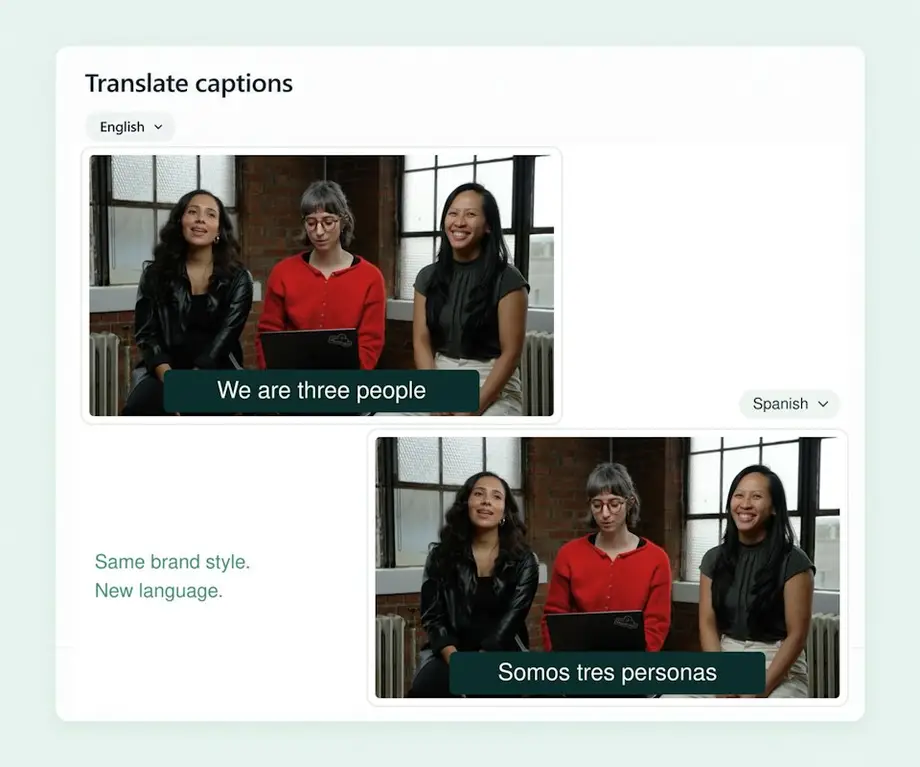 Translate captions
English
We are three people
Spanish
Same brand style.
New language.
Somos tres personas